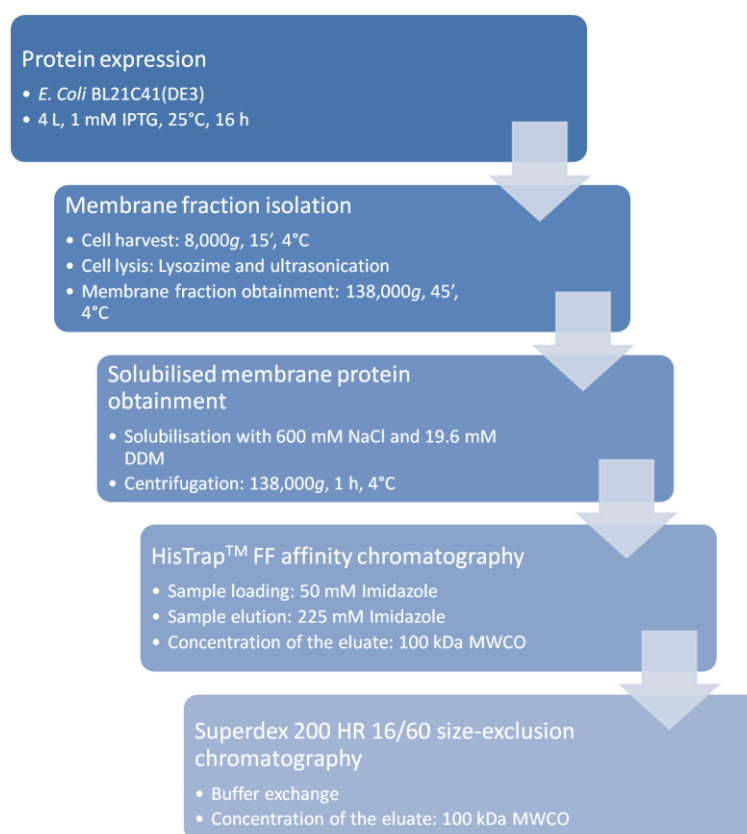 Protein expression
• E. Coli BL21C41(DE3)
• 4 L, 1 mM IPTG, 25°C, 16 h
Membrane fraction isolation
• Cell harvest: 8,000g, 15’, 4°C
• Cell lysis: Lysozime and ultrasonication
• Membrane fraction obtainment: 138,000g, 45’,
4°C
Solubilised membrane protein
obtainment
• Solubilisation with 600 mM NaCl and 19.6 mM
DDM
• Centrifugation: 138,000g, 1 h, 4°C
HisTrap™ FF affinity chromatography
• Sample loading: 50 mM Imidazole
• Sample elution: 225 mM Imidazole
• Concentration of the eluate: 100 kDa MWCO
Superdex 200 HR 16/60 size-exclusion
chromatography
• Buffer exchange
• Concentration of the eluate: 100 kDa MWCO